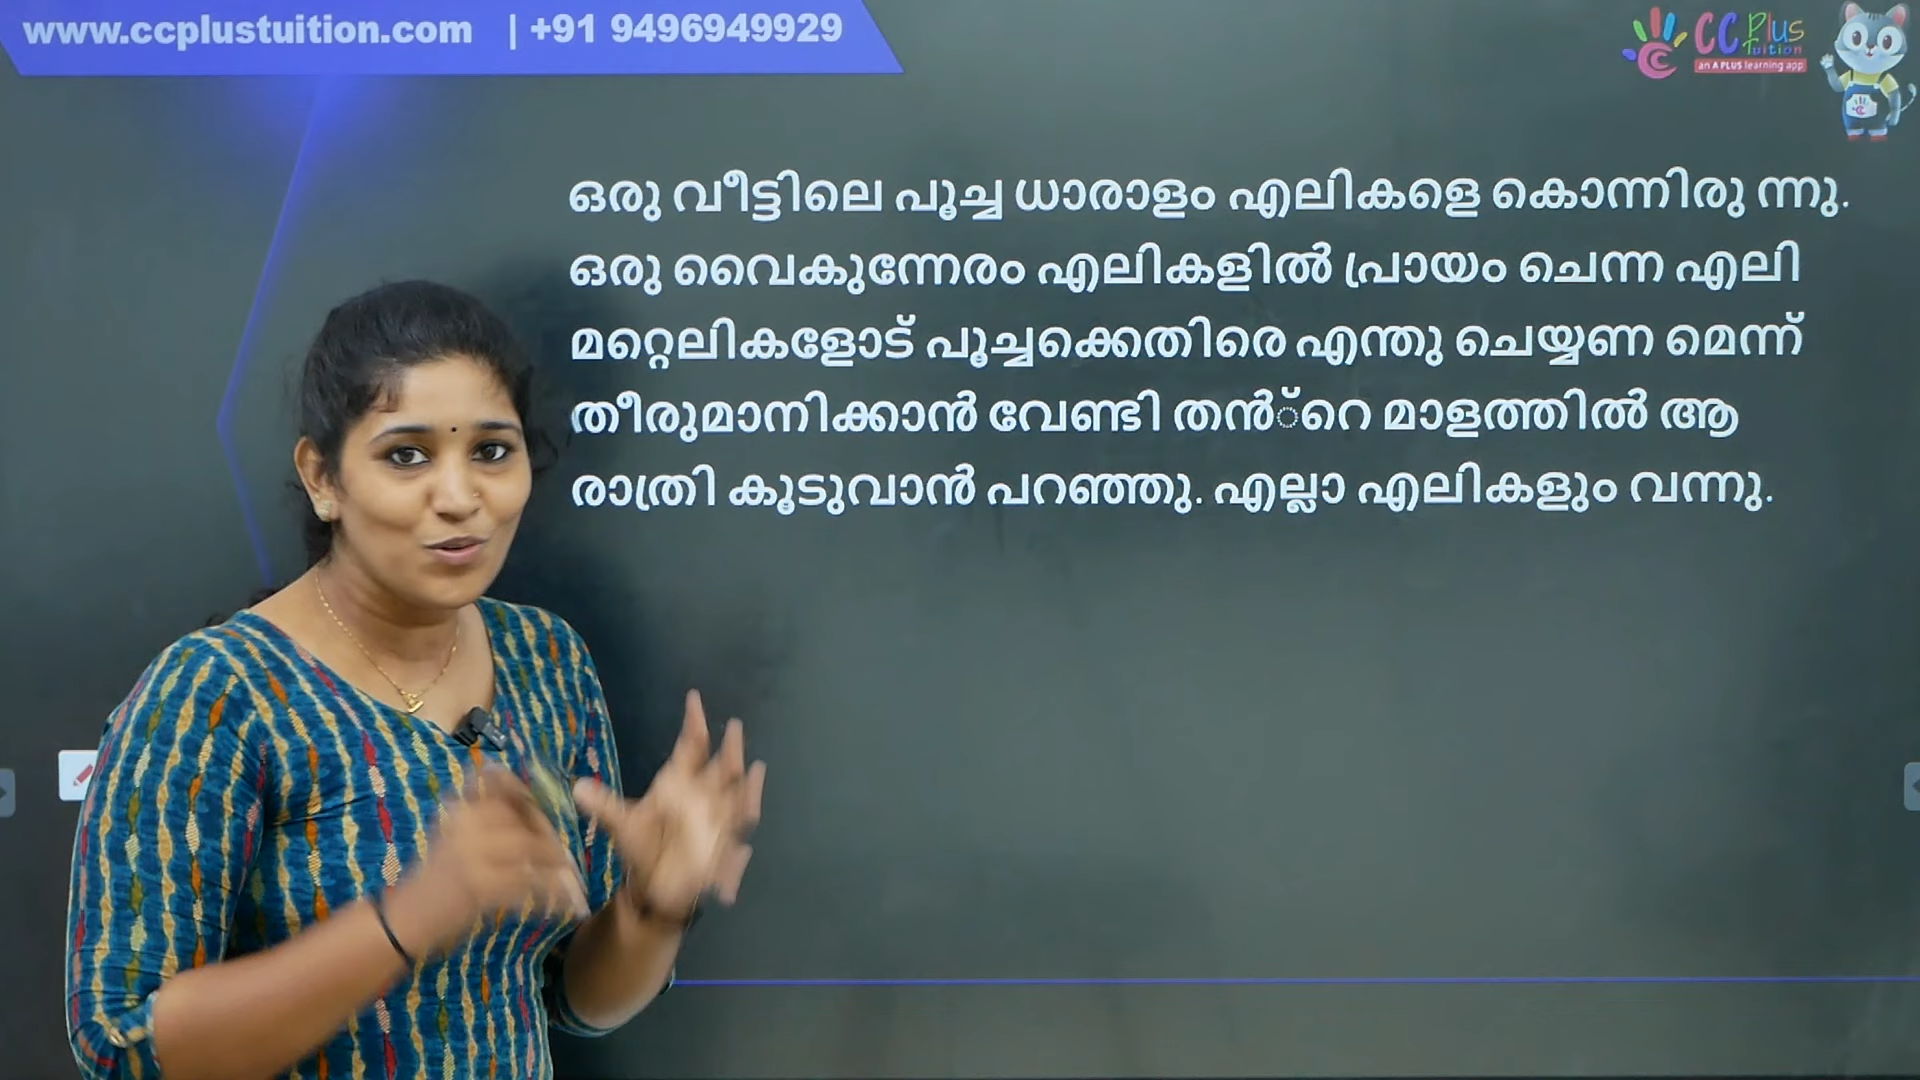 www.ccplustuition.com | +91 9496949929
CC Plus
Tuition
an A PLUS learning app
ഒരു വീട്ടിലെ പൂച്ച ധാരാളം എലികളെ കൊന്നിരു ന്നു.
ഒരു വൈകുന്നേരം എലികളിൽ പ്രായം ചെന്ന എലി
മറ്റെലികളോട് പൂച്ചക്കെതിരെ എന്തു ചെയ്യണ മെന്ന്
തീരുമാനിക്കാൻ വേണ്ടി തൻ്റെ മാളത്തിൽ ആ
രാത്രി കൂടുവാൻ പറഞ്ഞു. എല്ലാ എലികളും വന്നു.